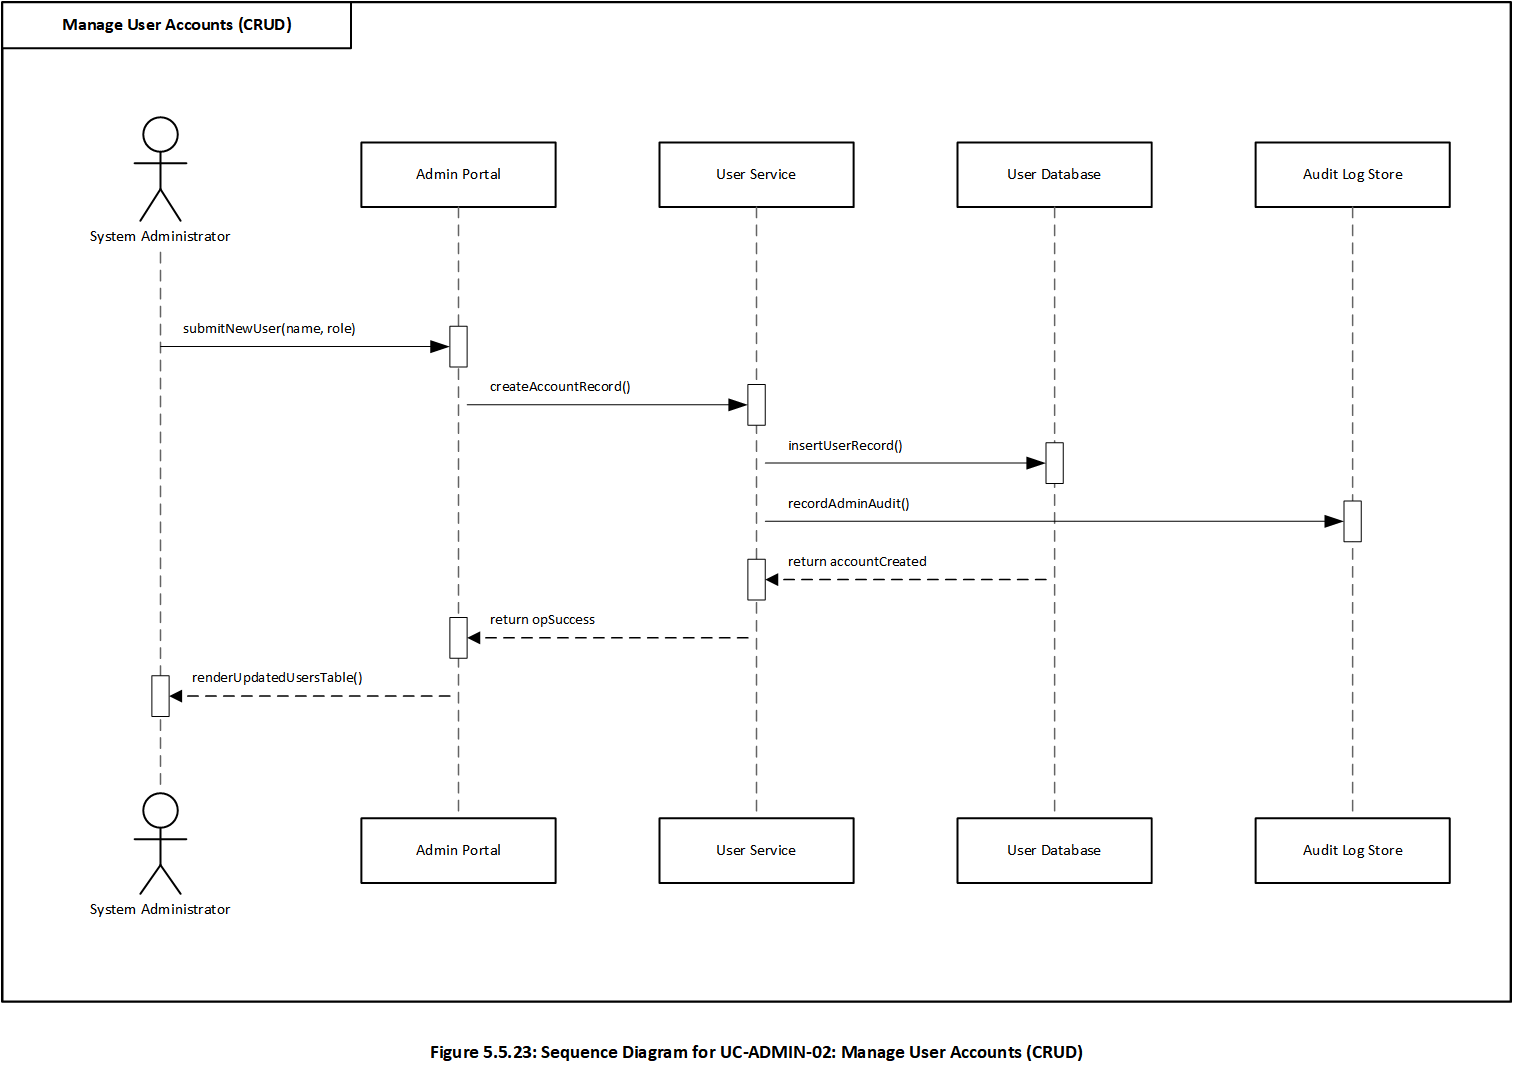 Manage User Accounts (CRUD)
Admin Portal
User Service
User Database
Audit Log Store
System Administrator
submitNewUser(name, role)
createAccountRecord()
insertUserRecord()
recordAdminAudit()
return accountCreated
return opSuccess
renderUpdatedUsersTable()
Admin Portal
User Service
User Database
Audit Log Store
System Administrator
Figure 5.5.23: Sequence Diagram for UC-ADMIN-02: Manage User Accounts (CRUD)